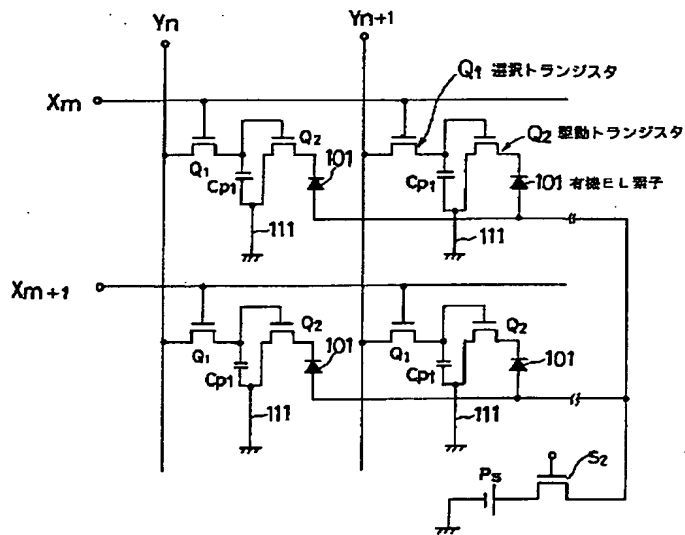 Yn Yn+1
Q1 選択トランジスタ
Xm
Q2 Q2 駆動トランジスタ
101
Q1
Cp1 Cp1 101 有機EL素子
111 111
Xm+1
Q2 Q2
101
Q1 Q1 101
Cp1 Cp1
111 111
S2
Ps